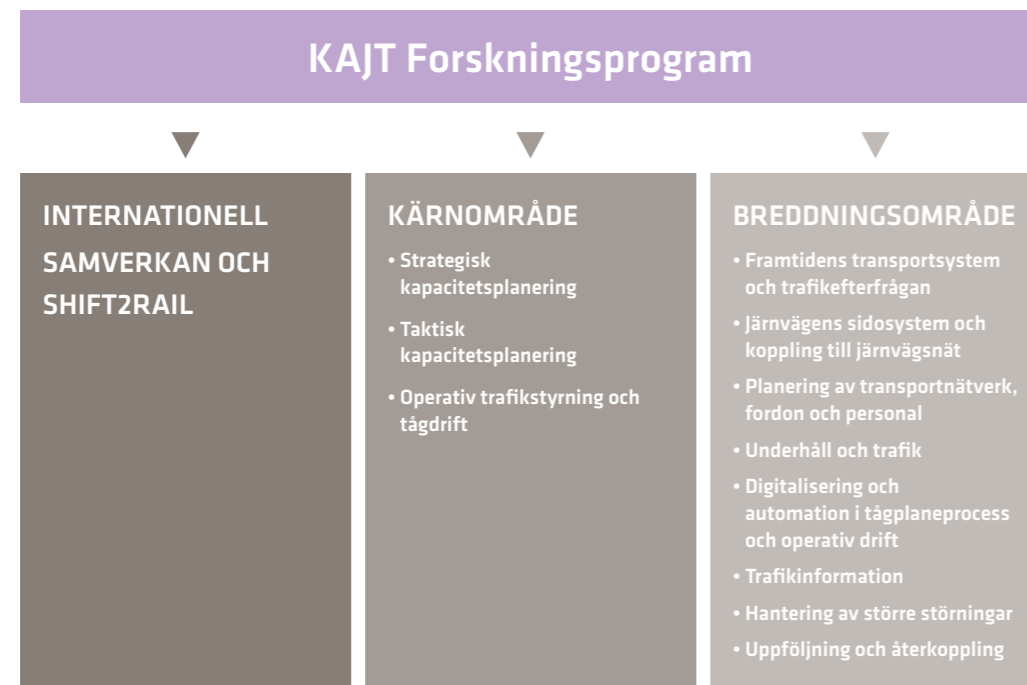 KAJT Forskningsprogram
INTERNATIONELL
SAMVERKAN OCH
SHIFT2RAIL
KÄRNOMRÅDE
• Strategisk
kapacitetsplanering
• Taktisk
kapacitetsplanering
• Operativ trafikstyrning och
tågdrift
BREDDNINGSOMRÅDE
• Framtidens transportsystem
och trafikefterfrågan
• Järnvägens sidosystem och
koppling till järnvägsnät
• Planering av transportnätverk,
fordon och personal
• Underhåll och trafik
• Digitalisering och
automation i tågplaneprocess
och operativ drift
• Trafikinformation
• Hantering av större störningar
• Uppföljning och återkoppling